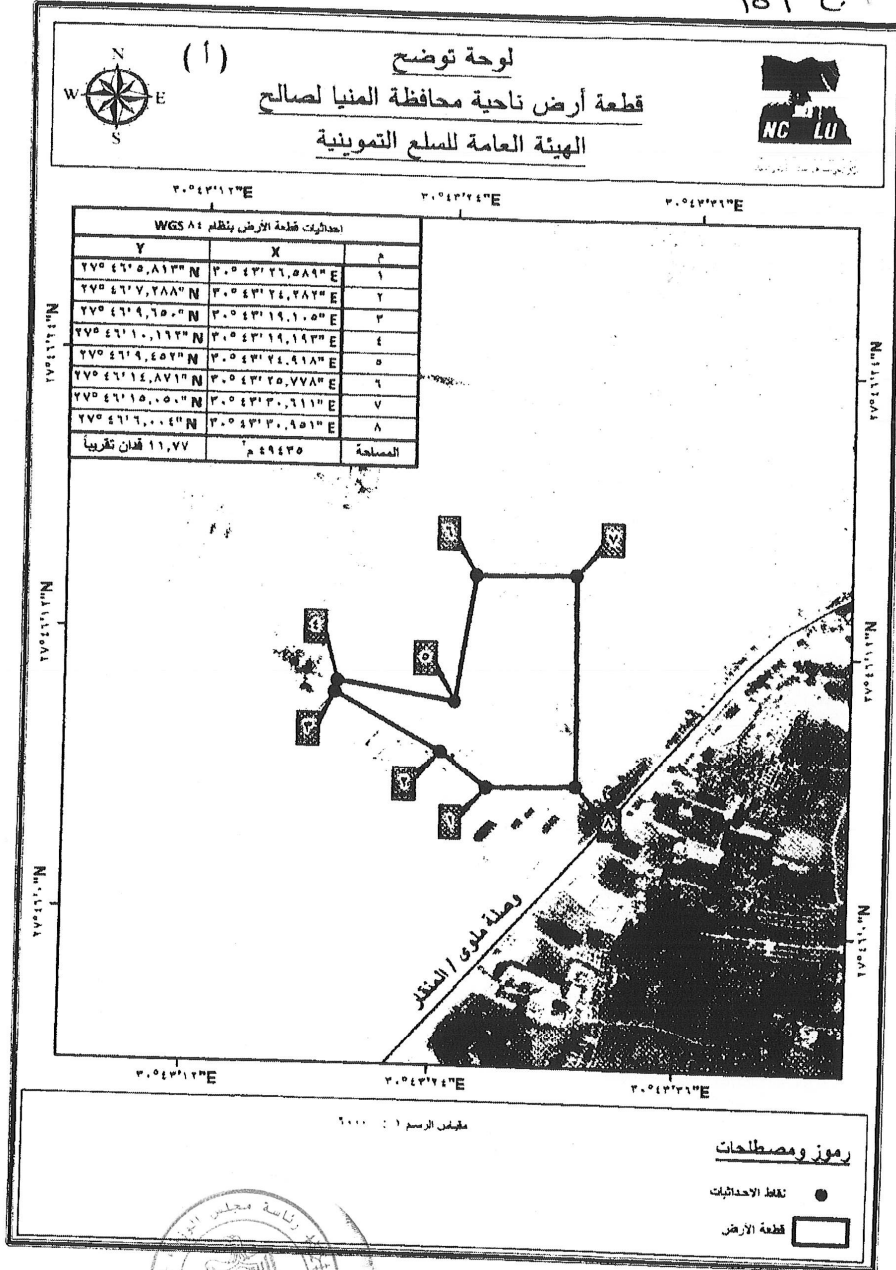 لوحة توضح
(أ)
قطعة أرض ناحية محافظة المنيا لصالح
الهيئة العامة للسلع التموينية
NC LU
٣٠°٤٣'١٢"E
٣٠°٤٣'٢٤"E
٣٠°٤٣'٣٦"E
احداثيات قطعة الأرض بنظام WGS ٨٤
م X Y
١ ٣٠°٤٣'٢٦,٥٨٩" E ٢٧°٤٦'٥,٨١٣" N
٢ ٣٠°٤٣'٢٤,٢٨٢" E ٢٧°٤٦'٧,٢٨٨" N
٣ ٣٠°٤٣'١٩,١٠٥" E ٢٧°٤٦'٩,٦٥٠" N
٤ ٣٠°٤٣'١٩,١٩٣" E ٢٧°٤٦'١٠,١٦٢" N
٥ ٣٠°٤٣'٢٤,٩١٨" E ٢٧°٤٦'٩,٤٥٢" N
٦ ٣٠°٤٣'٢٥,٧٧٨" E ٢٧°٤٦'١٤,٨٧١" N
٧ ٣٠°٤٣'٣٠,٦١١" E ٢٧°٤٦'١٥,٠٥٠" N
٨ ٣٠°٤٣'٣٠,٩٥١" E ٢٧°٤٦'٦,٠٠٤" N
المساحة ٤٩٤٣٥ م٢ ١١,٧٧ فدان تقريباً
N
W E
S
٦
٧
٤
٥
٣
٢
١
٨
وصلة ملوى / المنقار
٣٠°٤٣'١٢"E
٣٠°٤٣'٢٤"E
٣٠°٤٣'٣٦"E
مقياس الرسم ١ : ٦٠٠٠
رموز ومصطلحات
نقاط الاحداثيات
قطعة الأرض
رئاسة مجلس